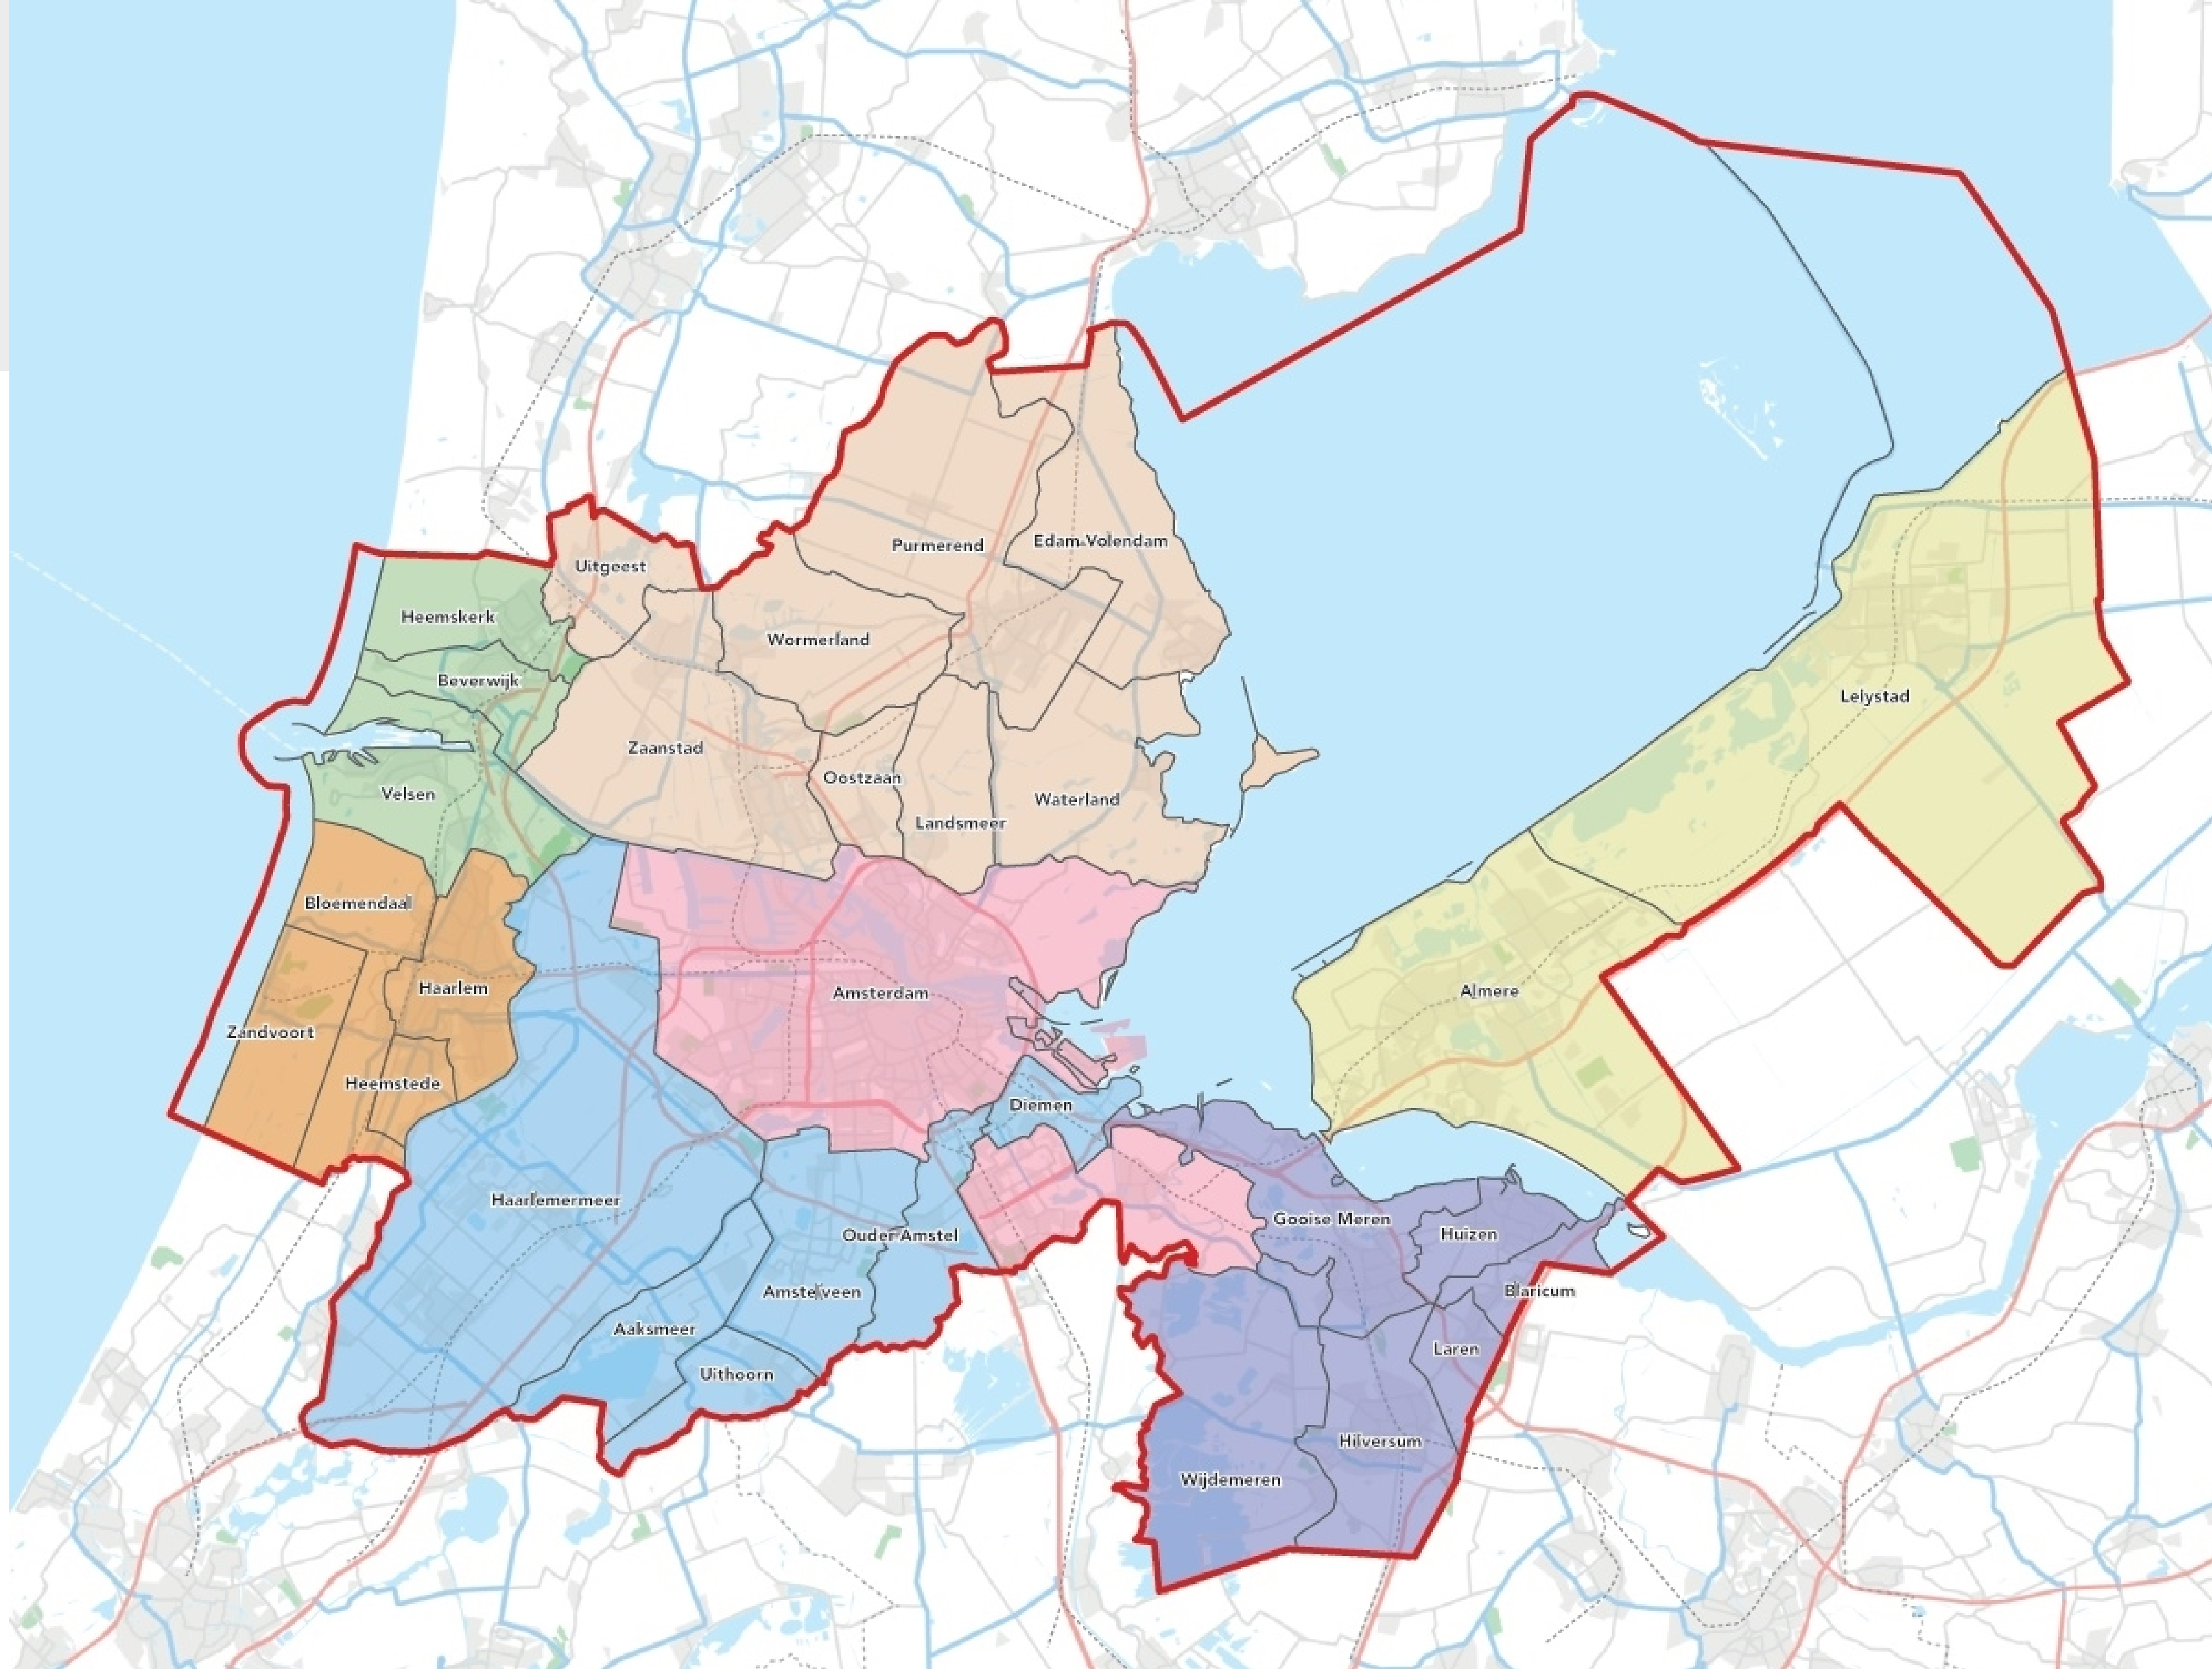 Purmerend
Edam-Volendam
Uitgeest
Heemskerk
Wormerland
Beverwijk
Lelystad
Zaanstad
Oostzaan
Velsen
Waterland
Landsmeer
Bloemendaal
Haarlem
Amsterdam
Almere
Zandvoort
Heemstede
Diemen
Haarlemermeer
Gooise Meren
Ouder Amstel
Huizen
Amstelveen
Blaricum
Aaksmeer
Laren
Uithoorn
Hilversum
Wijdemeren